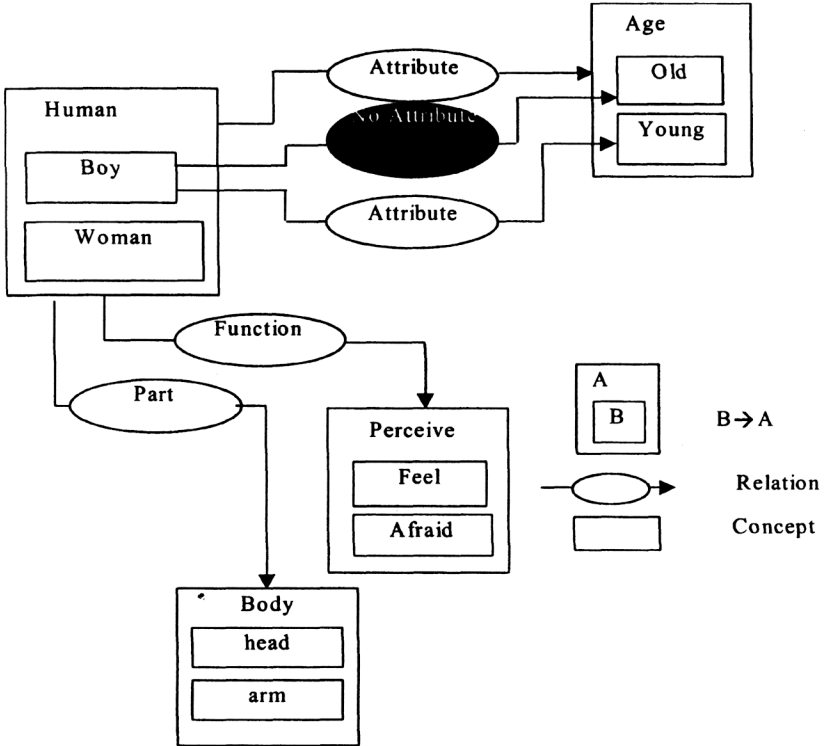 Age
Attribute
Old
Human
No Attribute
Young
Boy
Attribute
Woman
Function
Part
A
B
B→A
Perceive
Feel
Relation
Afraid
Concept
Body
head
arm